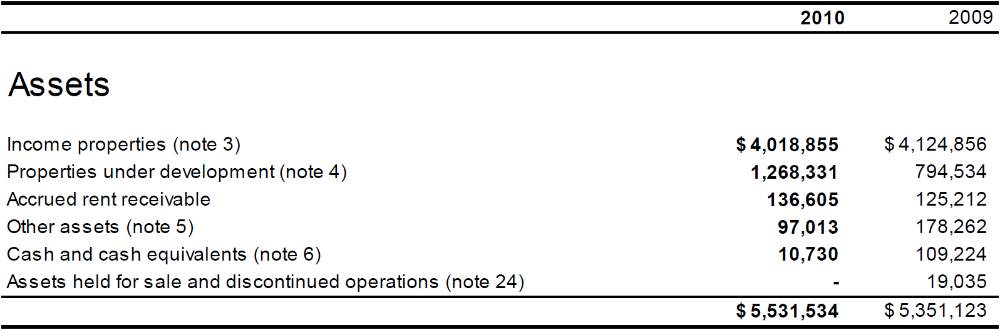 2010 2009
Assets
Income properties (note 3) $ 4,018,855 $ 4,124,856
Properties under development (note 4) 1,268,331 794,534
Accrued rent receivable 136,605 125,212
Other assets (note 5) 97,013 178,262
Cash and cash equivalents (note 6) 10,730 109,224
Assets held for sale and discontinued operations (note 24) - 19,035
$ 5,531,534 $ 5,351,123